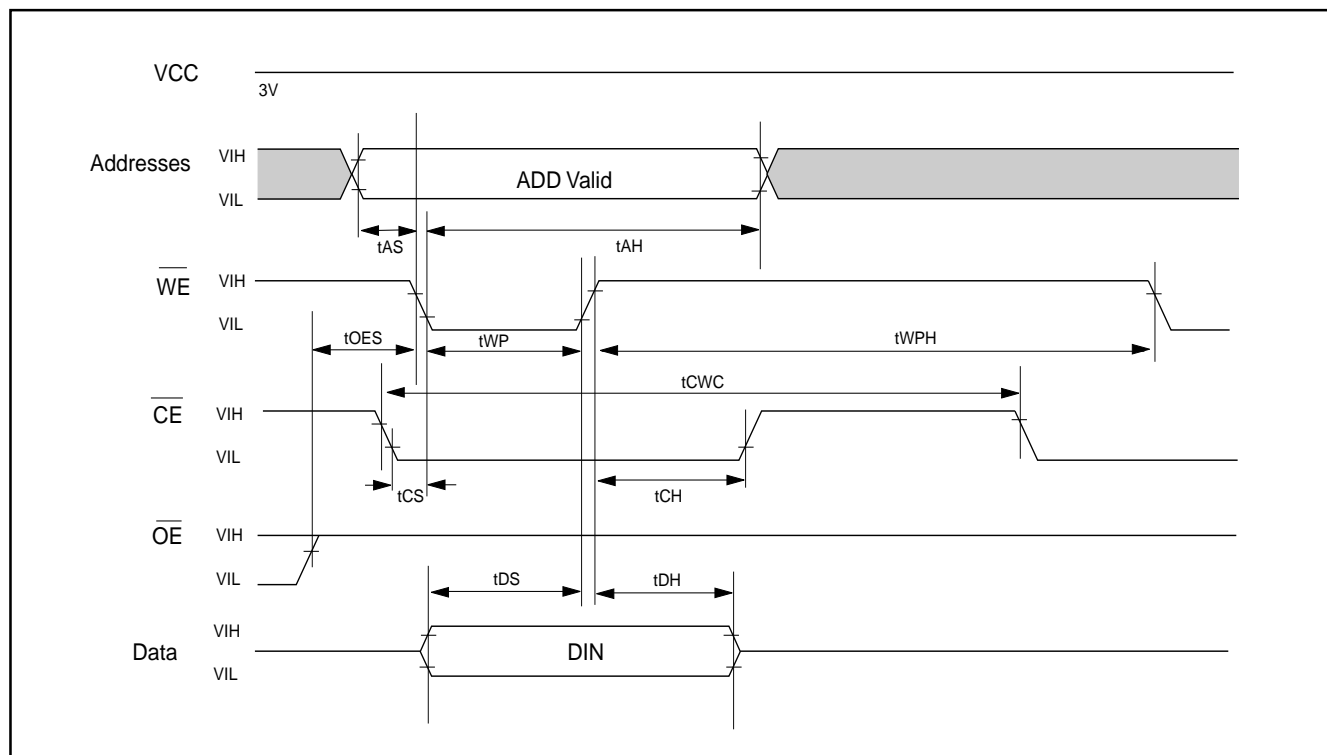 VCC
3V
Addresses
VIH
VIL
ADD Valid
tAS
tAH
WE
VIH
VIL
tOES
tWP
tWPH
tCWC
CE
VIH
VIL
tCS
tCH
OE
VIH
VIL
tDS
tDH
Data
VIH
VIL
DIN